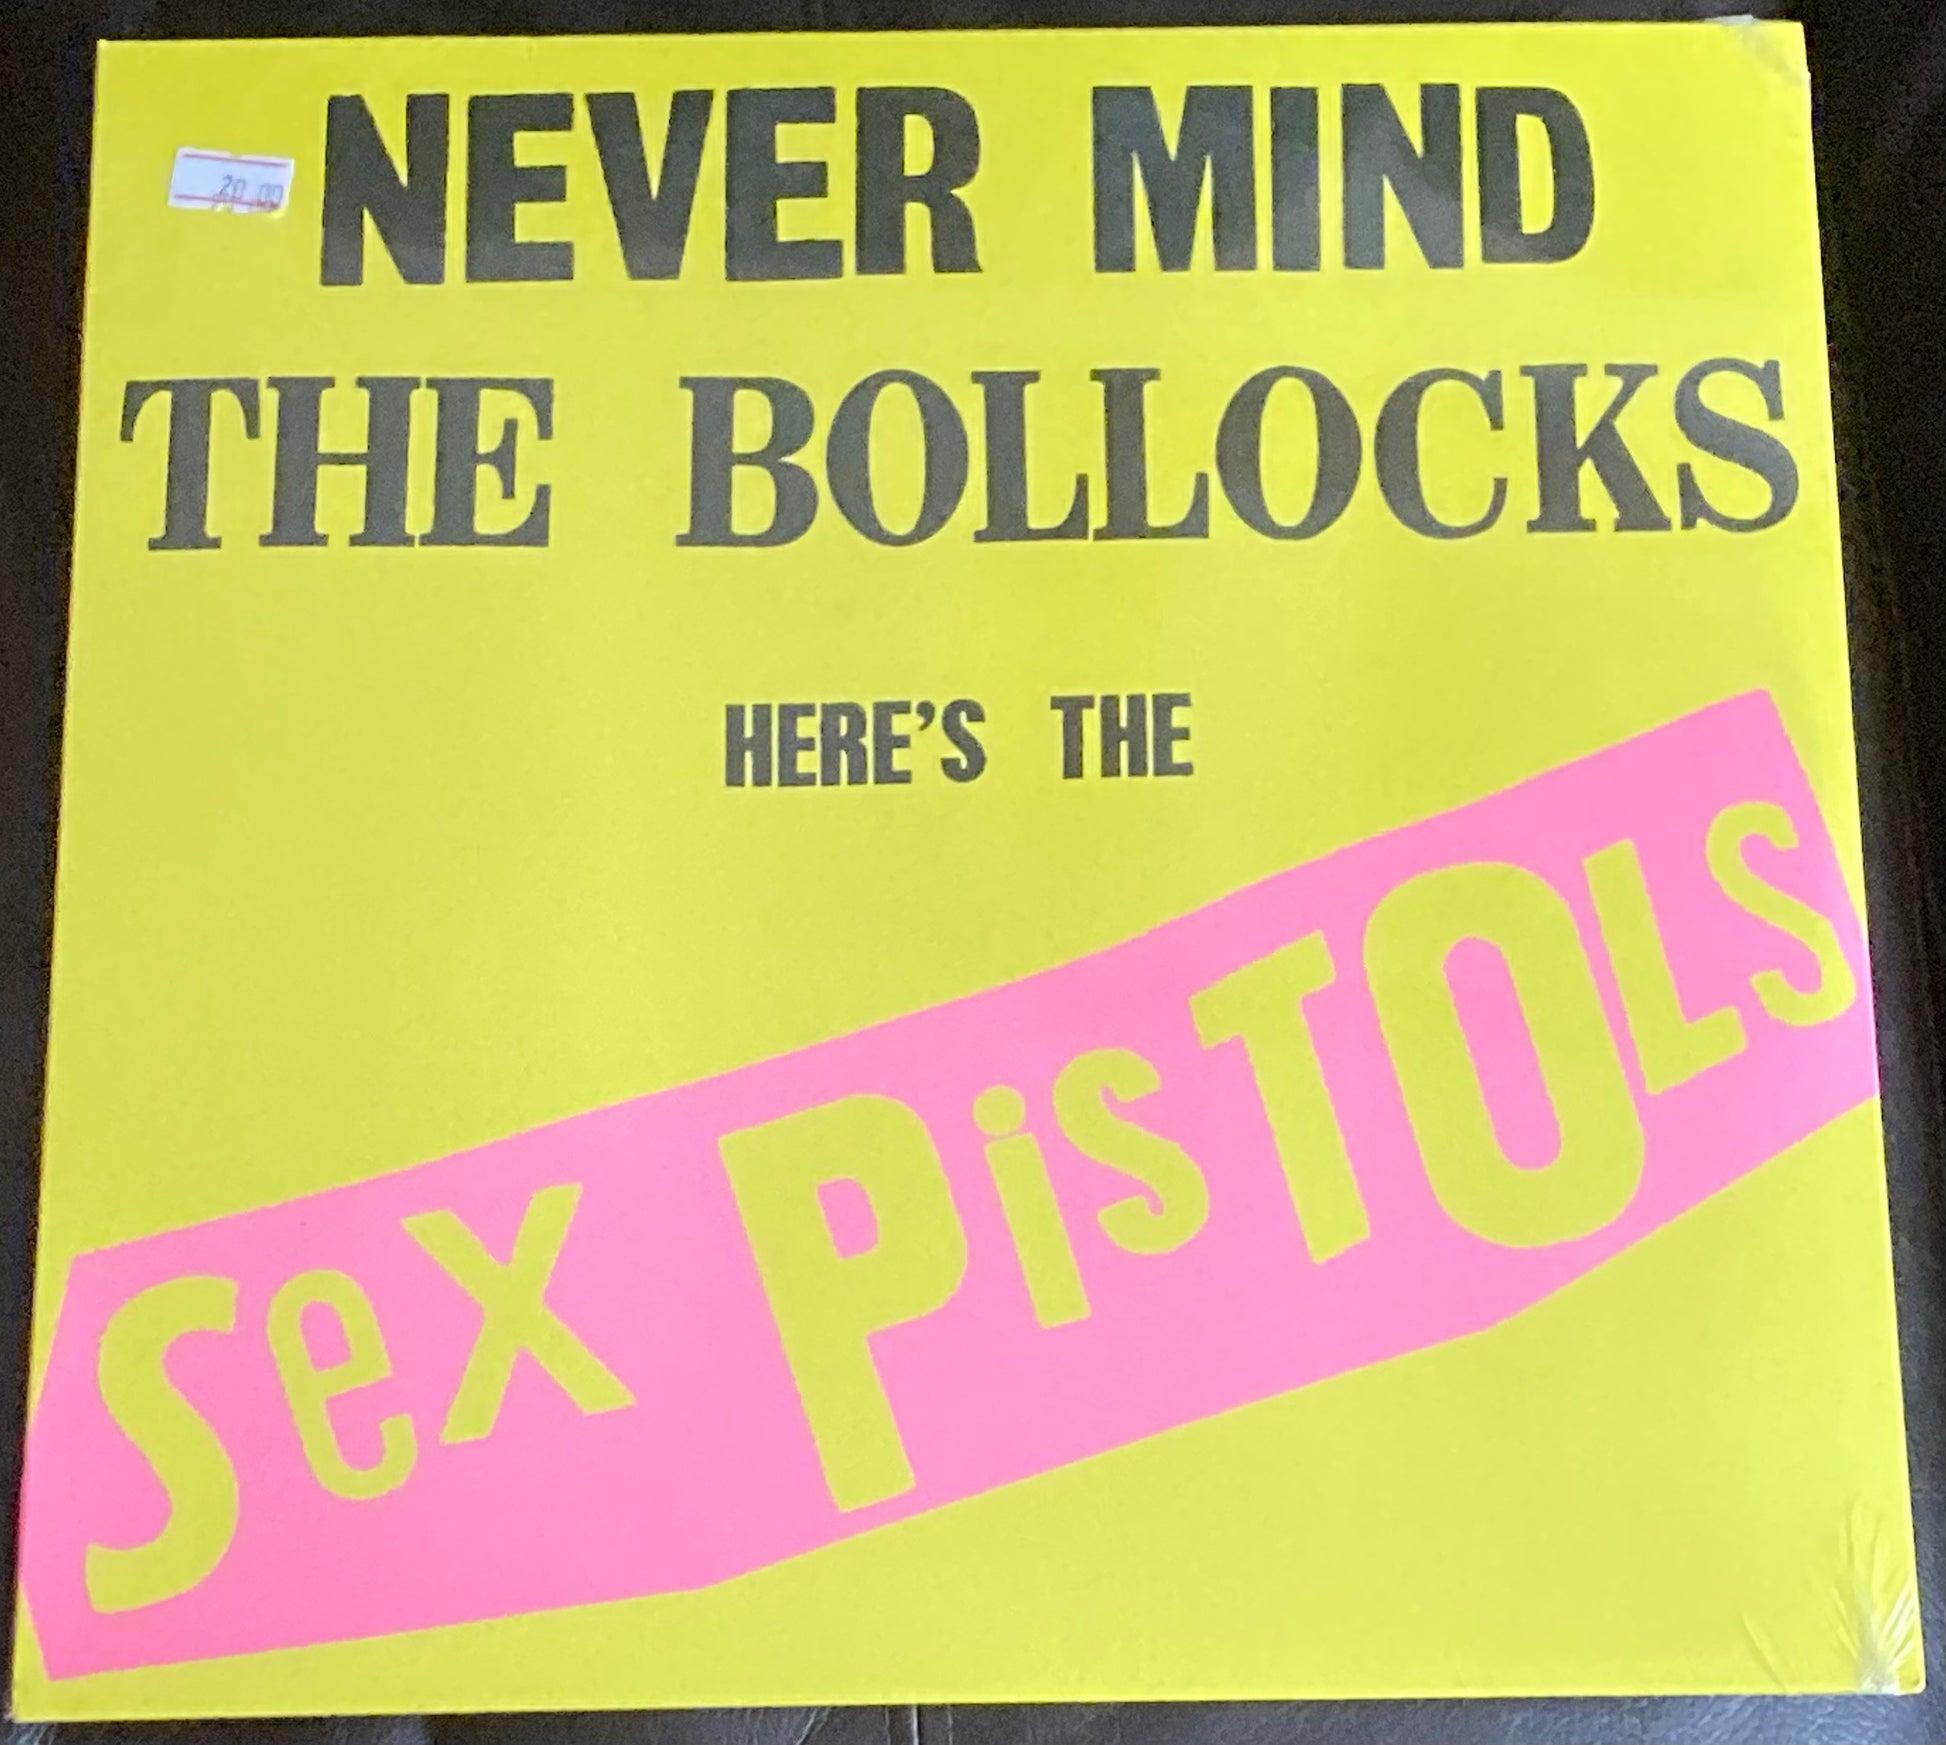 NEVER MIND
20.00
THE BOLLOCKS
HERE'S THE
Sex PiSTOLS